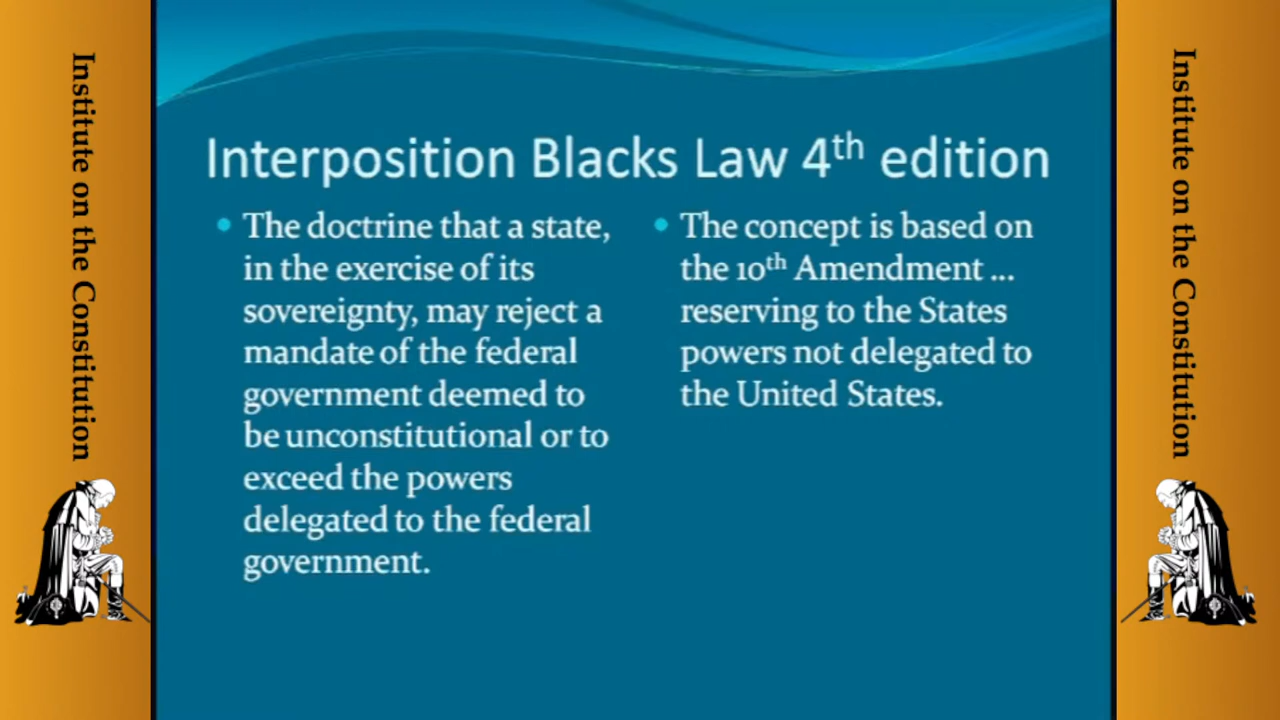 Institute on the Constitution
Interposition Blacks Law 4th edition
• The doctrine that a state,
in the exercise of its
sovereignty, may reject a
mandate of the federal
government deemed to
be unconstitutional or to
exceed the powers
delegated to the federal
government.
• The concept is based on
the 10th Amendment ...
reserving to the States
powers not delegated to
the United States.
Institute on the Constitution